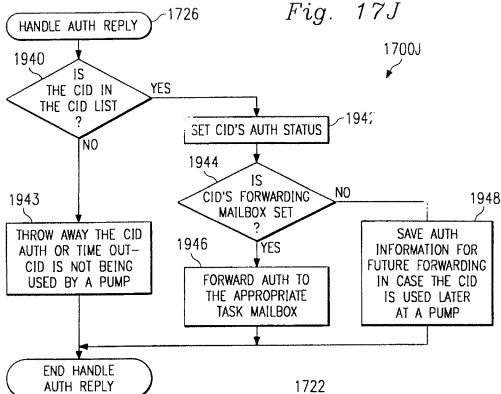 Fig. 17J
HANDLE AUTH REPLY
1726
1700J
1940
IS
THE CID IN
THE CID LIST
?
YES
NO
SET CID'S AUTH STATUS
1944
IS
CID'S FORWARDING
MAILBOX SET
?
NO
YES
1943
THROW AWAY THE CID
AUTH OR TIME OUT-
CID IS NOT BEING
USED BY A PUMP
1946
FORWARD AUTH TO
THE APPROPRIATE
TASK MAILBOX
1948
SAVE AUTH
INFORMATION FOR
FUTURE FORWARDING
IN CASE THE CID
IS USED LATER
AT A PUMP
END HANDLE
AUTH REPLY
1722